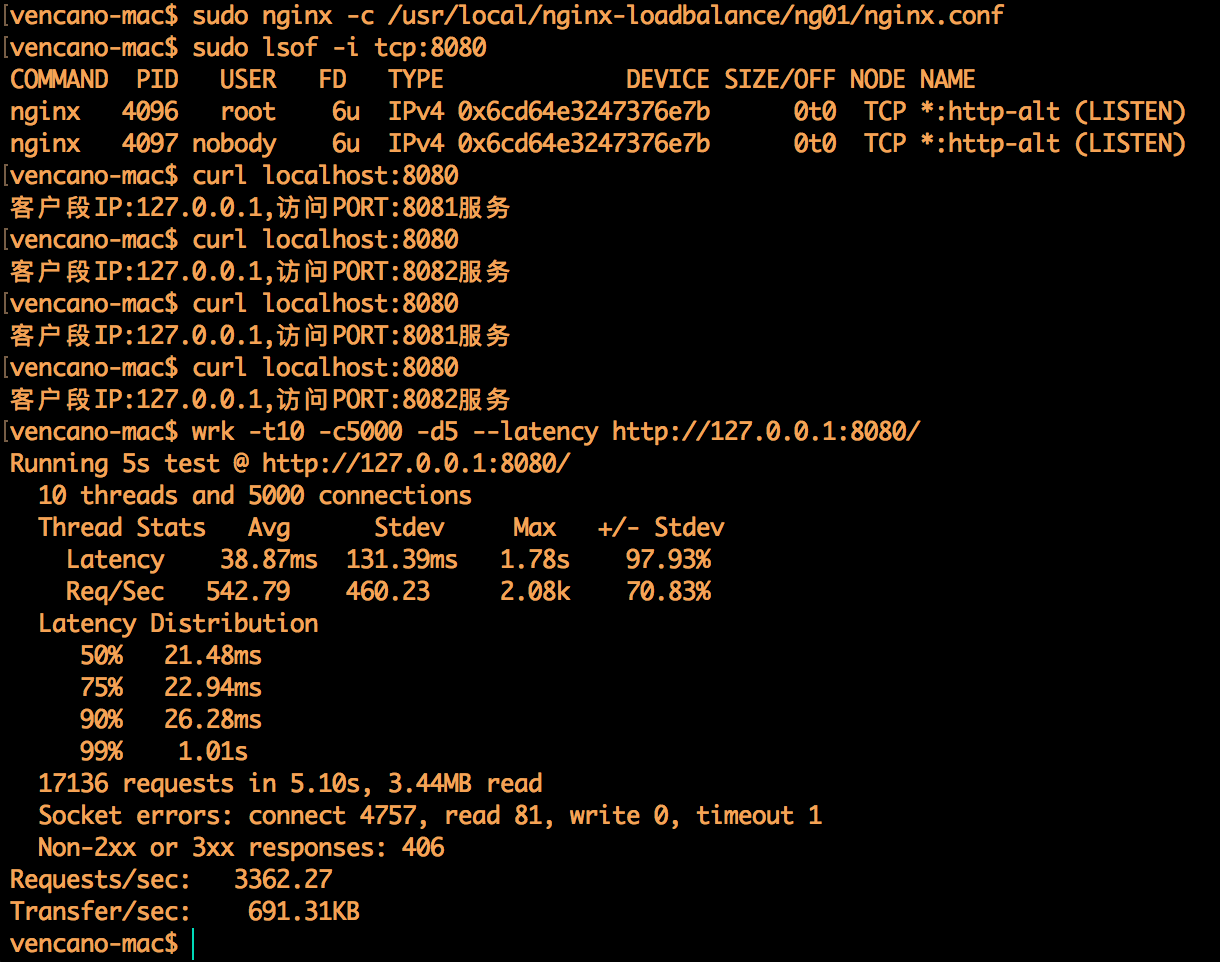 [vencano-mac$ sudo nginx -c /usr/local/nginx-loadbalance/ng01/nginx.conf
[vencano-mac$ sudo lsof -i tcp:8080
COMMAND  PID   USER   FD   TYPE             DEVICE SIZE/OFF NODE NAME
nginx   4096   root    6u  IPv4 0x6cd64e3247376e7b      0t0  TCP *:http-alt (LISTEN)
nginx   4097 nobody    6u  IPv4 0x6cd64e3247376e7b      0t0  TCP *:http-alt (LISTEN)
[vencano-mac$ curl localhost:8080
客户段IP:127.0.0.1,访问PORT:8081服务
[vencano-mac$ curl localhost:8080
客户段IP:127.0.0.1,访问PORT:8082服务
[vencano-mac$ curl localhost:8080
客户段IP:127.0.0.1,访问PORT:8081服务
[vencano-mac$ curl localhost:8080
客户段IP:127.0.0.1,访问PORT:8082服务
[vencano-mac$ wrk -t10 -c5000 -d5 --latency http://127.0.0.1:8080/
Running 5s test @ http://127.0.0.1:8080/
  10 threads and 5000 connections
  Thread Stats   Avg      Stdev     Max   +/- Stdev
    Latency    38.87ms  131.39ms   1.78s    97.93%
    Req/Sec   542.79    460.23     2.08k    70.83%
  Latency Distribution
     50%   21.48ms
     75%   22.94ms
     90%   26.28ms
     99%    1.01s
  17136 requests in 5.10s, 3.44MB read
  Socket errors: connect 4757, read 81, write 0, timeout 1
  Non-2xx or 3xx responses: 406
Requests/sec:   3362.27
Transfer/sec:    691.31KB
vencano-mac$